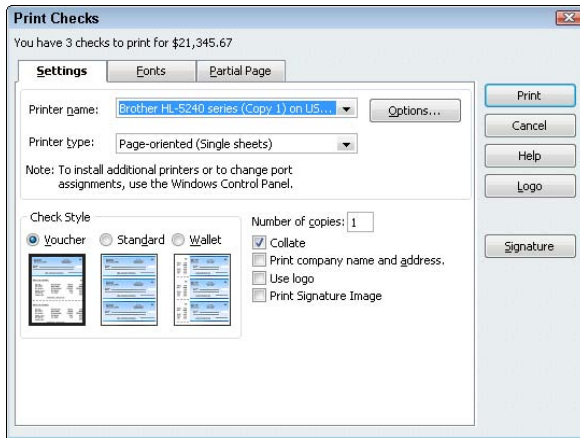 Print Checks
You have 3 checks to print for $21,345.67
Settings
Fonts
Partial Page
Printer name:
Brother HL-5240 series (Copy 1) on US...
Options...
Printer type:
Page-oriented (Single sheets)
Note: To install additional printers or to change port
assignments, use the Windows Control Panel.
Check Style
Voucher
Standard
Wallet
Number of copies: 1
Collate
Print company name and address.
Use logo
Print Signature Image
Print
Cancel
Help
Logo
Signature